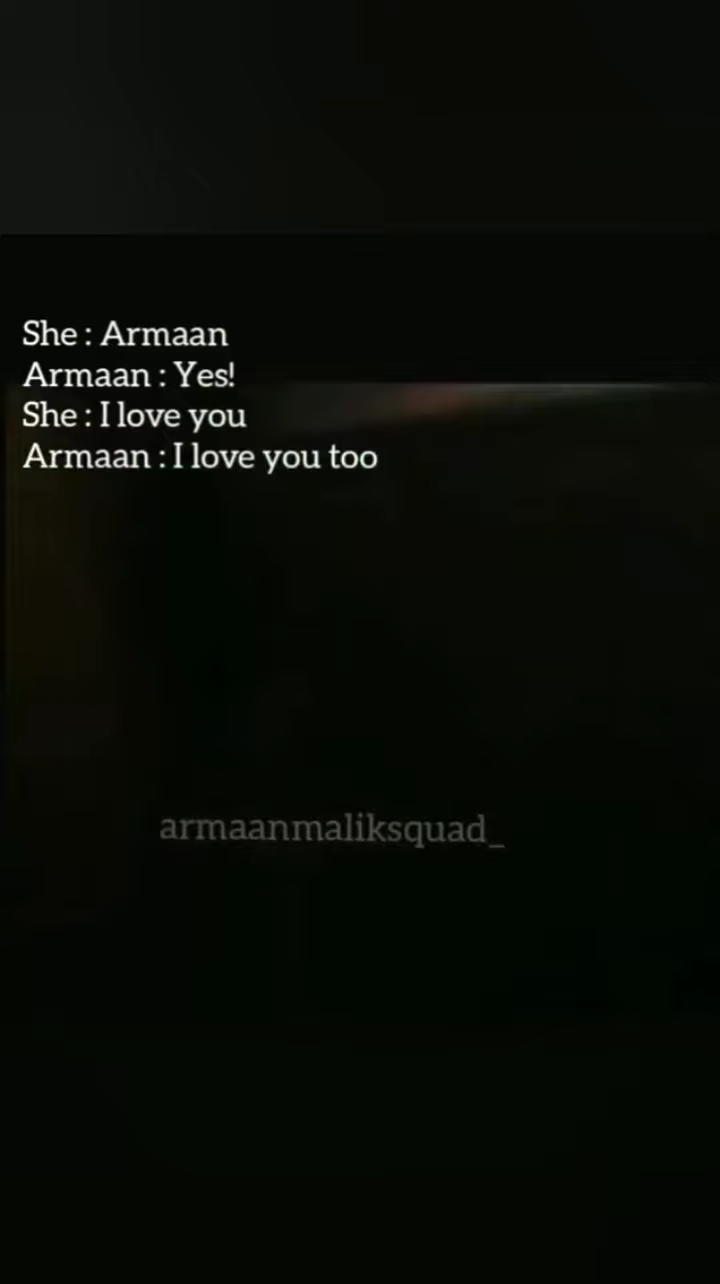 She : Armaan
Armaan : Yes!
She : I love you
Armaan : I love you too
armaanmaliksquad_